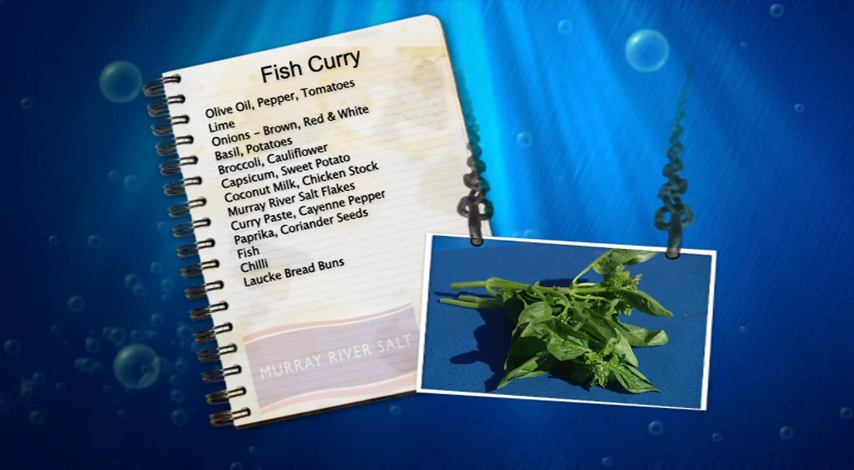 Fish Curry
Olive Oil, Pepper, Tomatoes
Lime
Onions – Brown, Red & White
Basil, Potatoes
Broccoli, Cauliflower
Capsicum, Sweet Potato
Coconut Milk, Chicken Stock
Murray River Salt Flakes
Curry Paste, Cayenne Pepper
Paprika, Coriander Seeds
Fish
Chilli
Laucke Bread Buns
MURRAY RIVER SALT